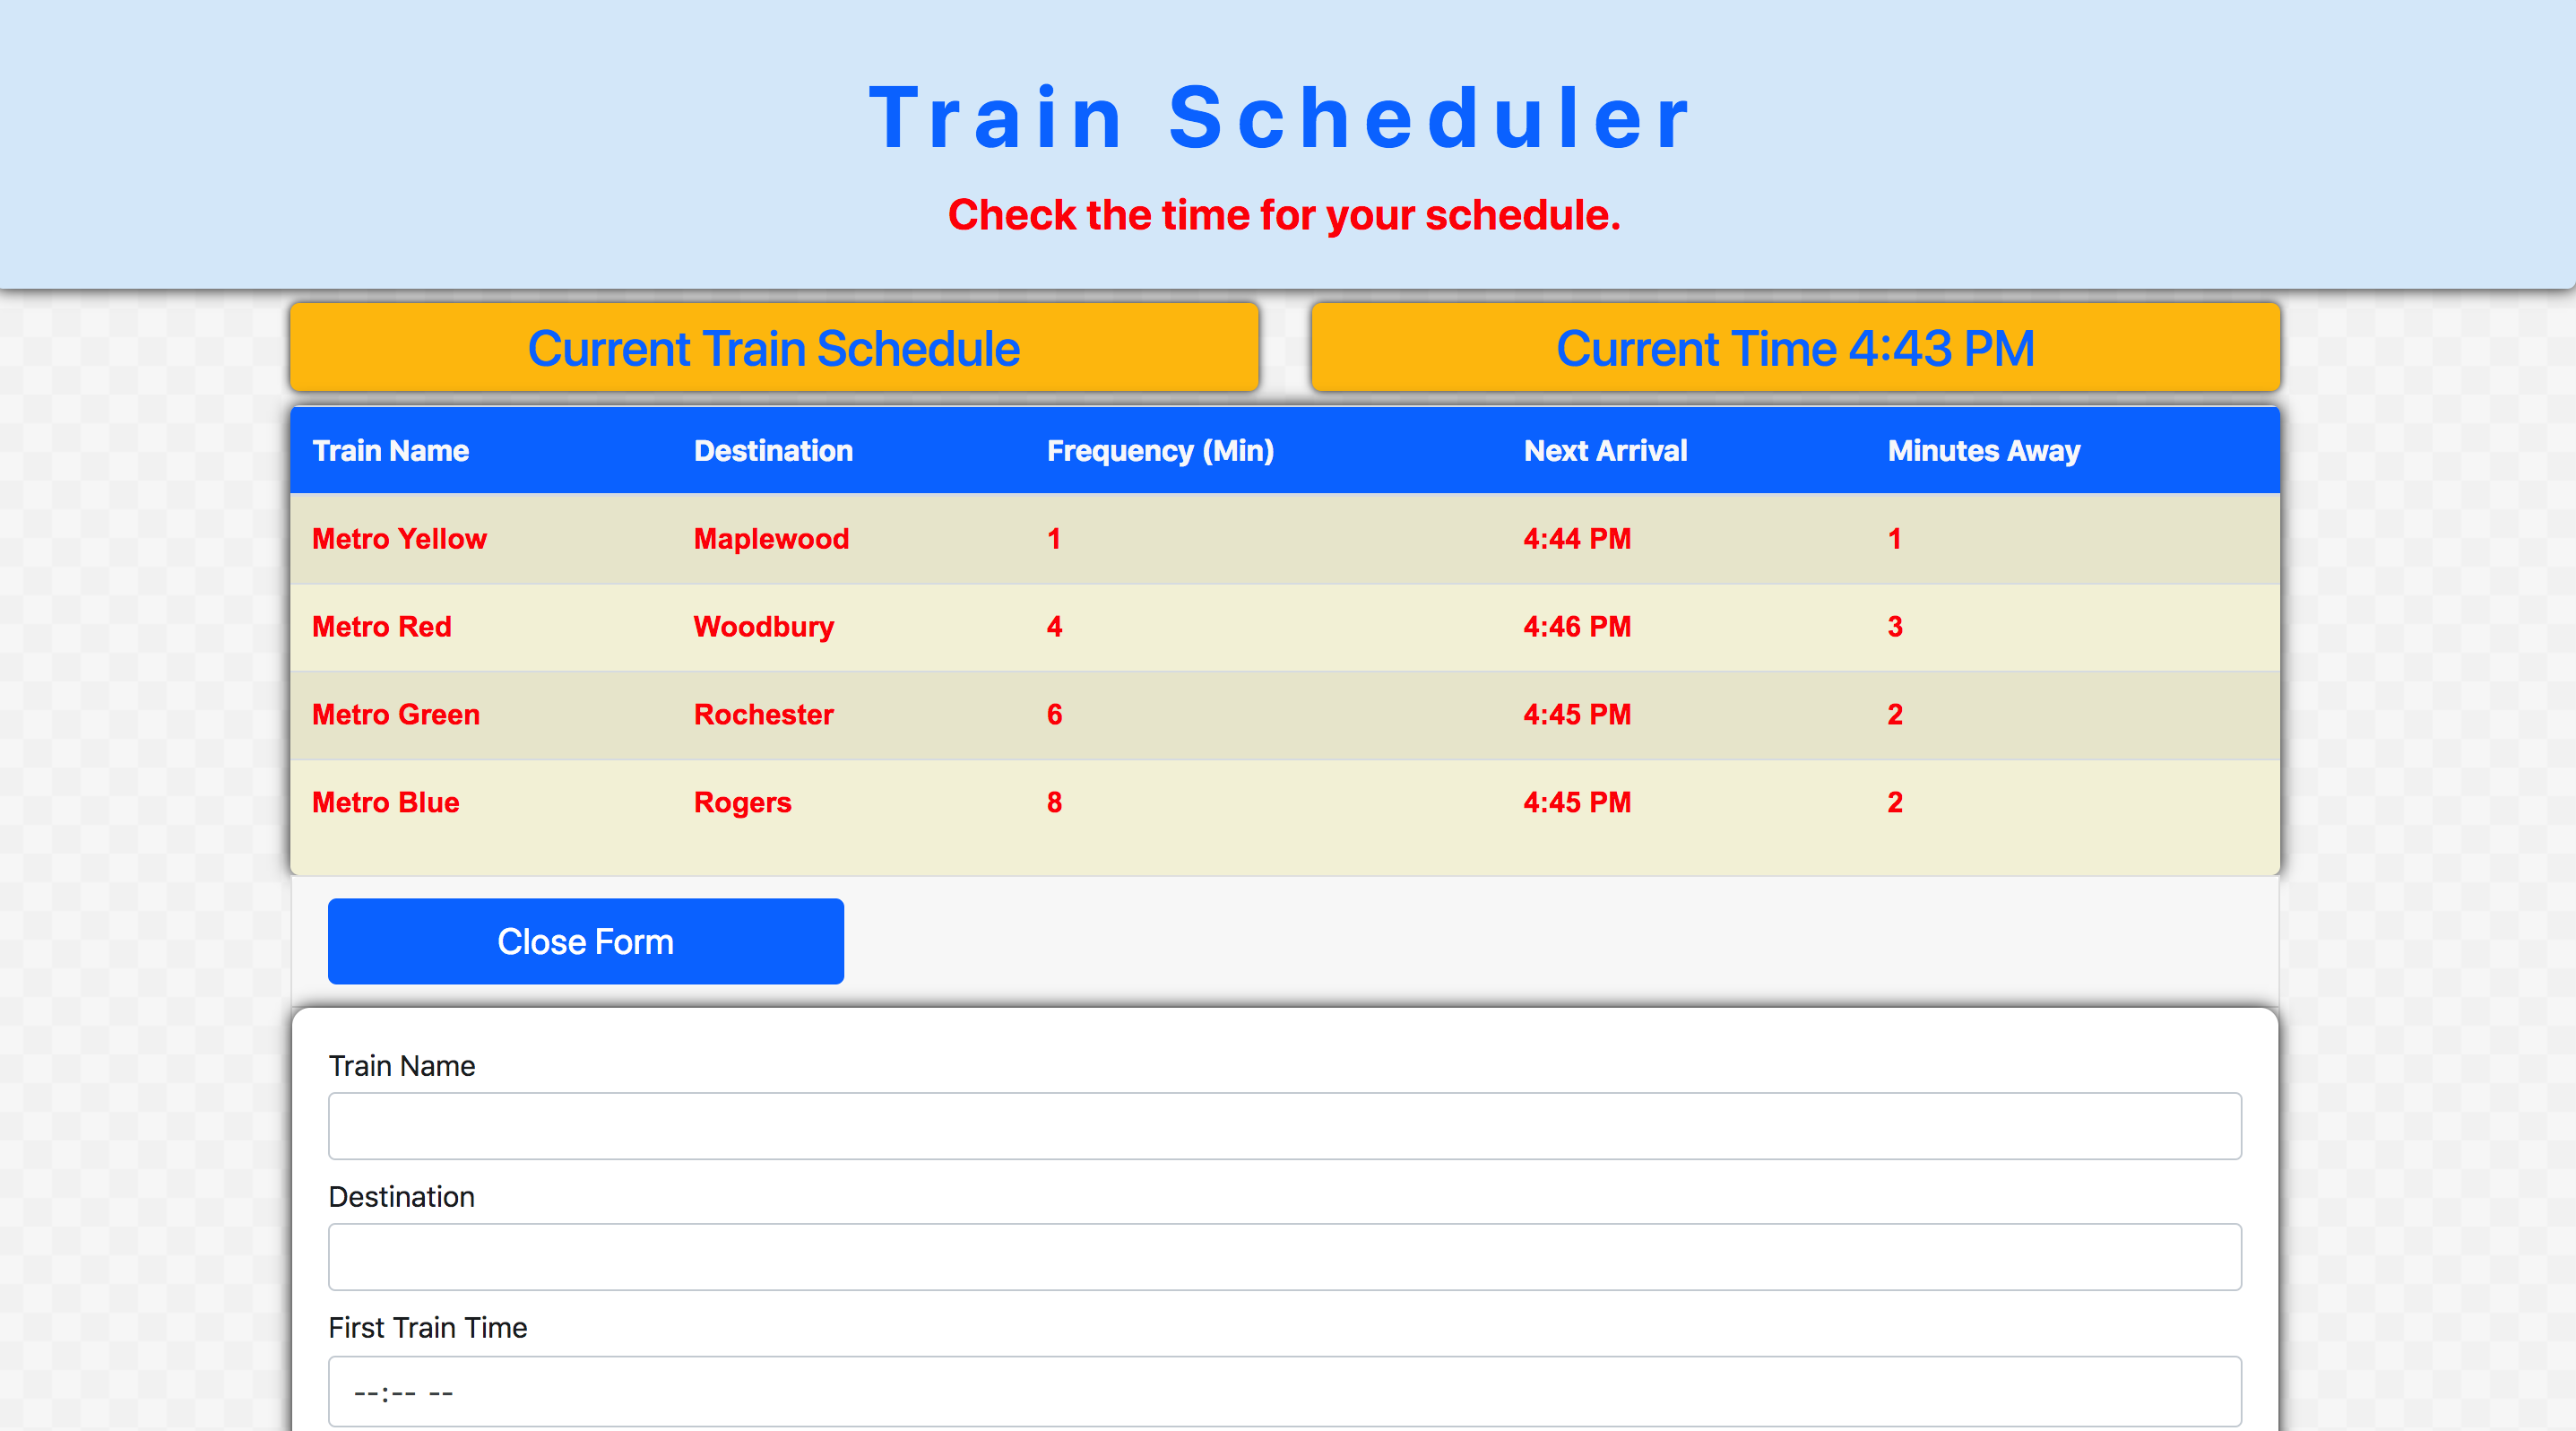 Train Scheduler
Check the time for your schedule.
Current Train Schedule
Current Time 4:43 PM
Train Name Destination Frequency (Min) Next Arrival Minutes Away
Metro Yellow Maplewood 1 4:44 PM 1
Metro Red Woodbury 4 4:46 PM 3
Metro Green Rochester 6 4:45 PM 2
Metro Blue Rogers 8 4:45 PM 2
Close Form
Train Name
Destination
First Train Time
--:-- --